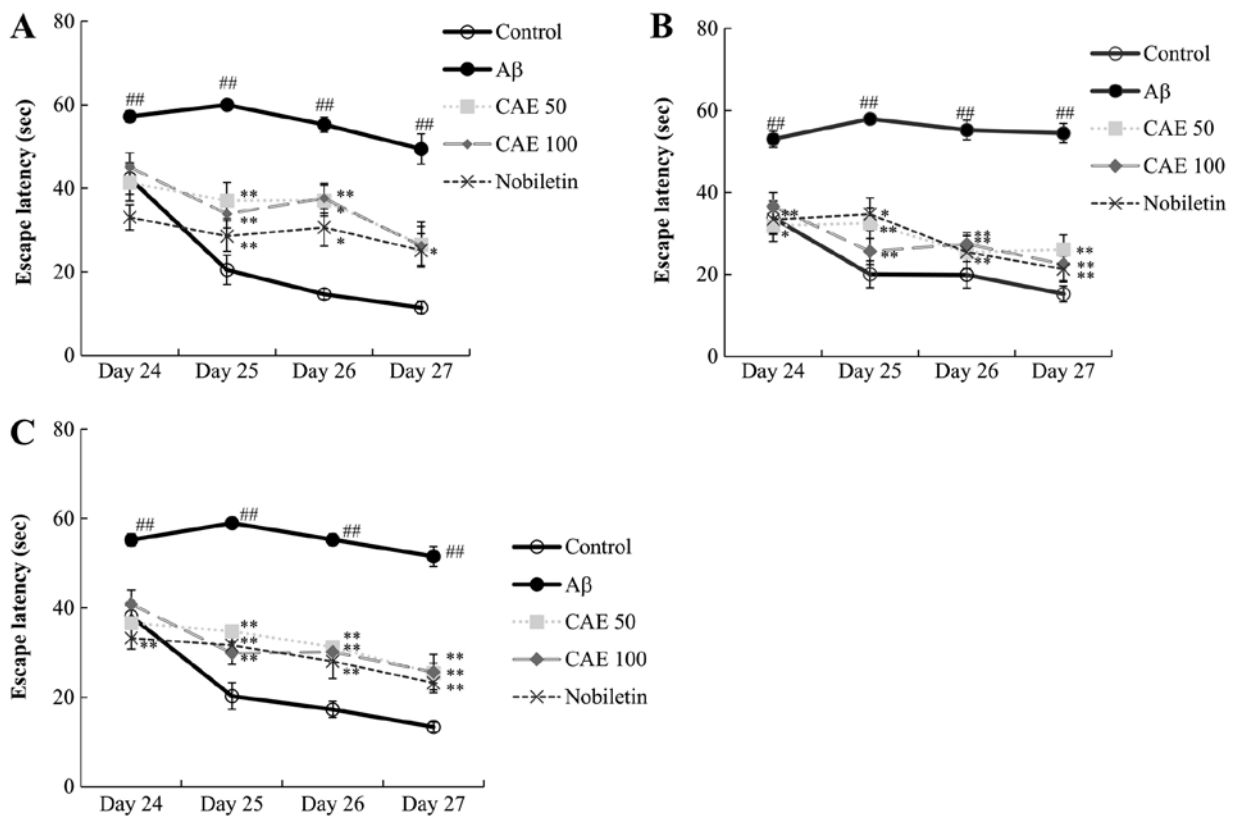 A
Escape latency (sec)
80
60
40
20
0
##
##
##
##
**
**
**
**
*
*
*
Day 24
Day 25
Day 26
Day 27
Control
Aβ
CAE 50
CAE 100
Nobiletin
B
Escape latency (sec)
80
60
40
20
0
##
##
##
##
**
*
*
**
**
**
**
**
**
**
**
Day 24
Day 25
Day 26
Day 27
Control
Aβ
CAE 50
CAE 100
Nobiletin
C
Escape latency (sec)
80
60
40
20
0
##
##
##
##
**
**
**
**
**
**
**
**
**
**
Day 24
Day 25
Day 26
Day 27
Control
Aβ
CAE 50
CAE 100
Nobiletin